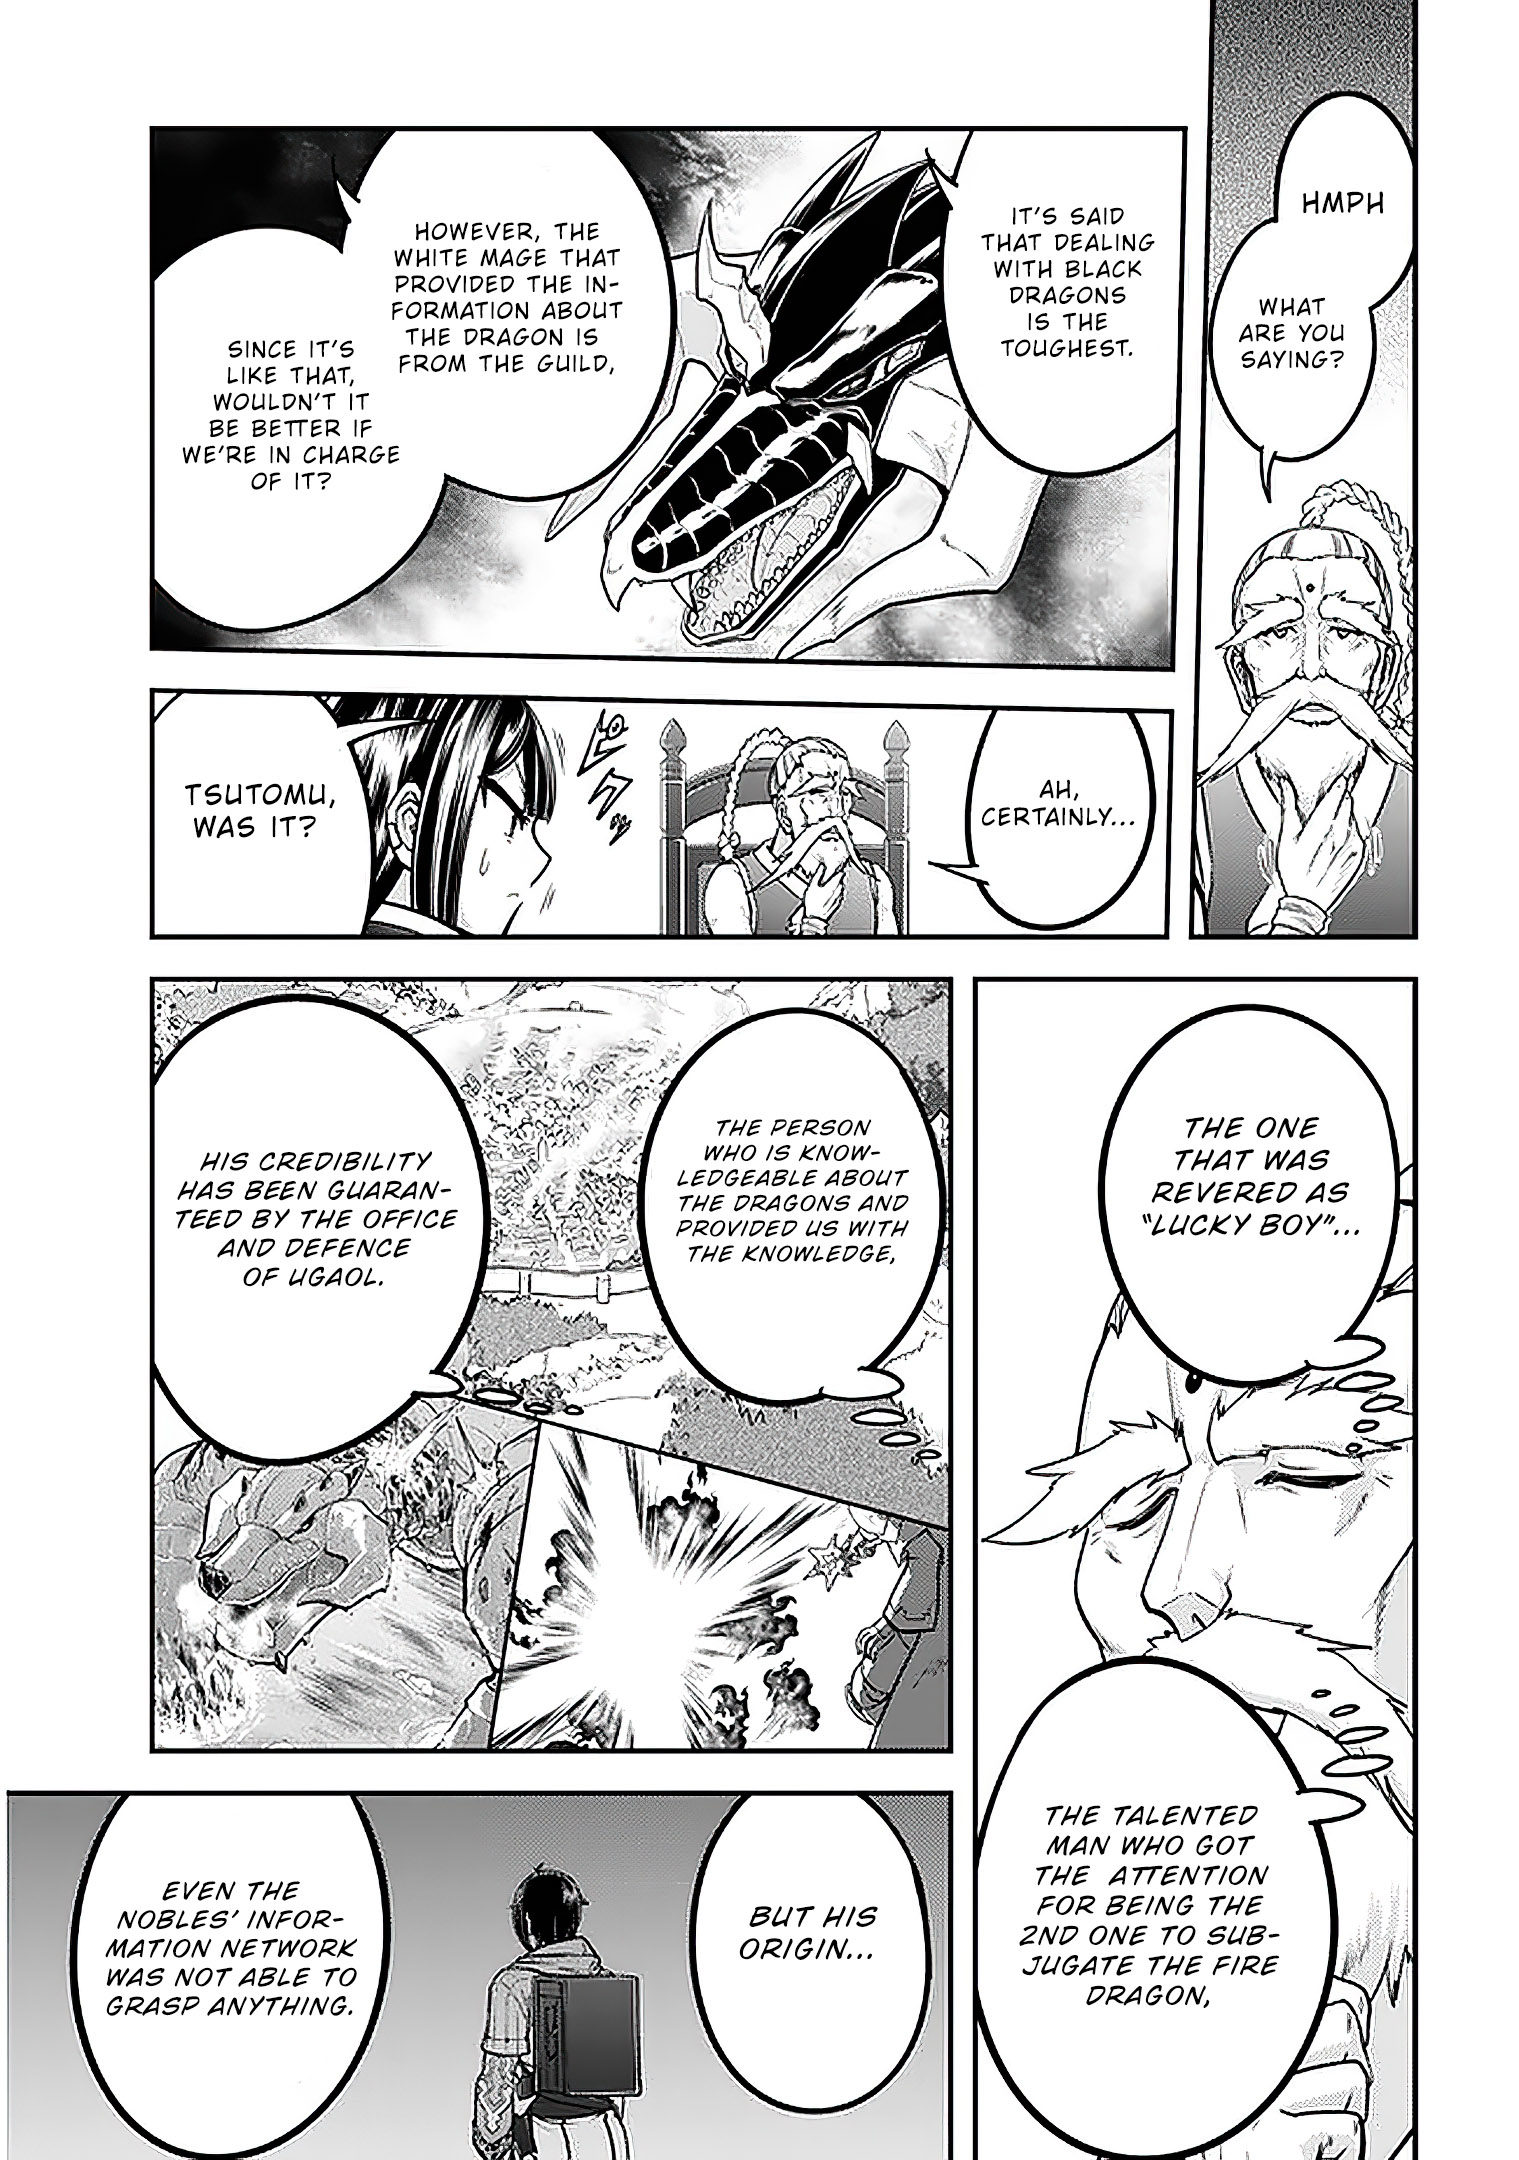 HMPH
WHAT
ARE YOU
SAYING?
IT'S SAID
THAT DEALING
WITH BLACK
DRAGONS
IS THE
TOUGHEST.
HOWEVER, THE
WHITE MAGE THAT
PROVIDED THE IN-
FORMATION ABOUT
THE DRAGON IS
FROM THE GUILD,
SINCE IT'S
LIKE THAT,
WOULDN'T IT
BE BETTER IF
WE'RE IN CHARGE
OF IT?
AH,
CERTAINLY...
ピクッ
TSUTOMU,
WAS IT?
THE ONE
THAT WAS
REVERED AS
"LUCKY BOY"...
THE TALENTED
MAN WHO GOT
THE ATTENTION
FOR BEING THE
2ND ONE TO SUB-
JUGATE THE FIRE
DRAGON,
THE PERSON
WHO IS KNOW-
LEDGEABLE ABOUT
THE DRAGONS AND
PROVIDED US WITH
THE KNOWLEDGE,
HIS CREDIBILITY
HAS BEEN GUARAN-
TEED BY THE OFFICE
AND DEFENCE
OF UGAOL.
BUT HIS
ORIGIN...
EVEN THE
NOBLES' INFOR-
MATION NETWORK
WAS NOT ABLE TO
GRASP ANYTHING.